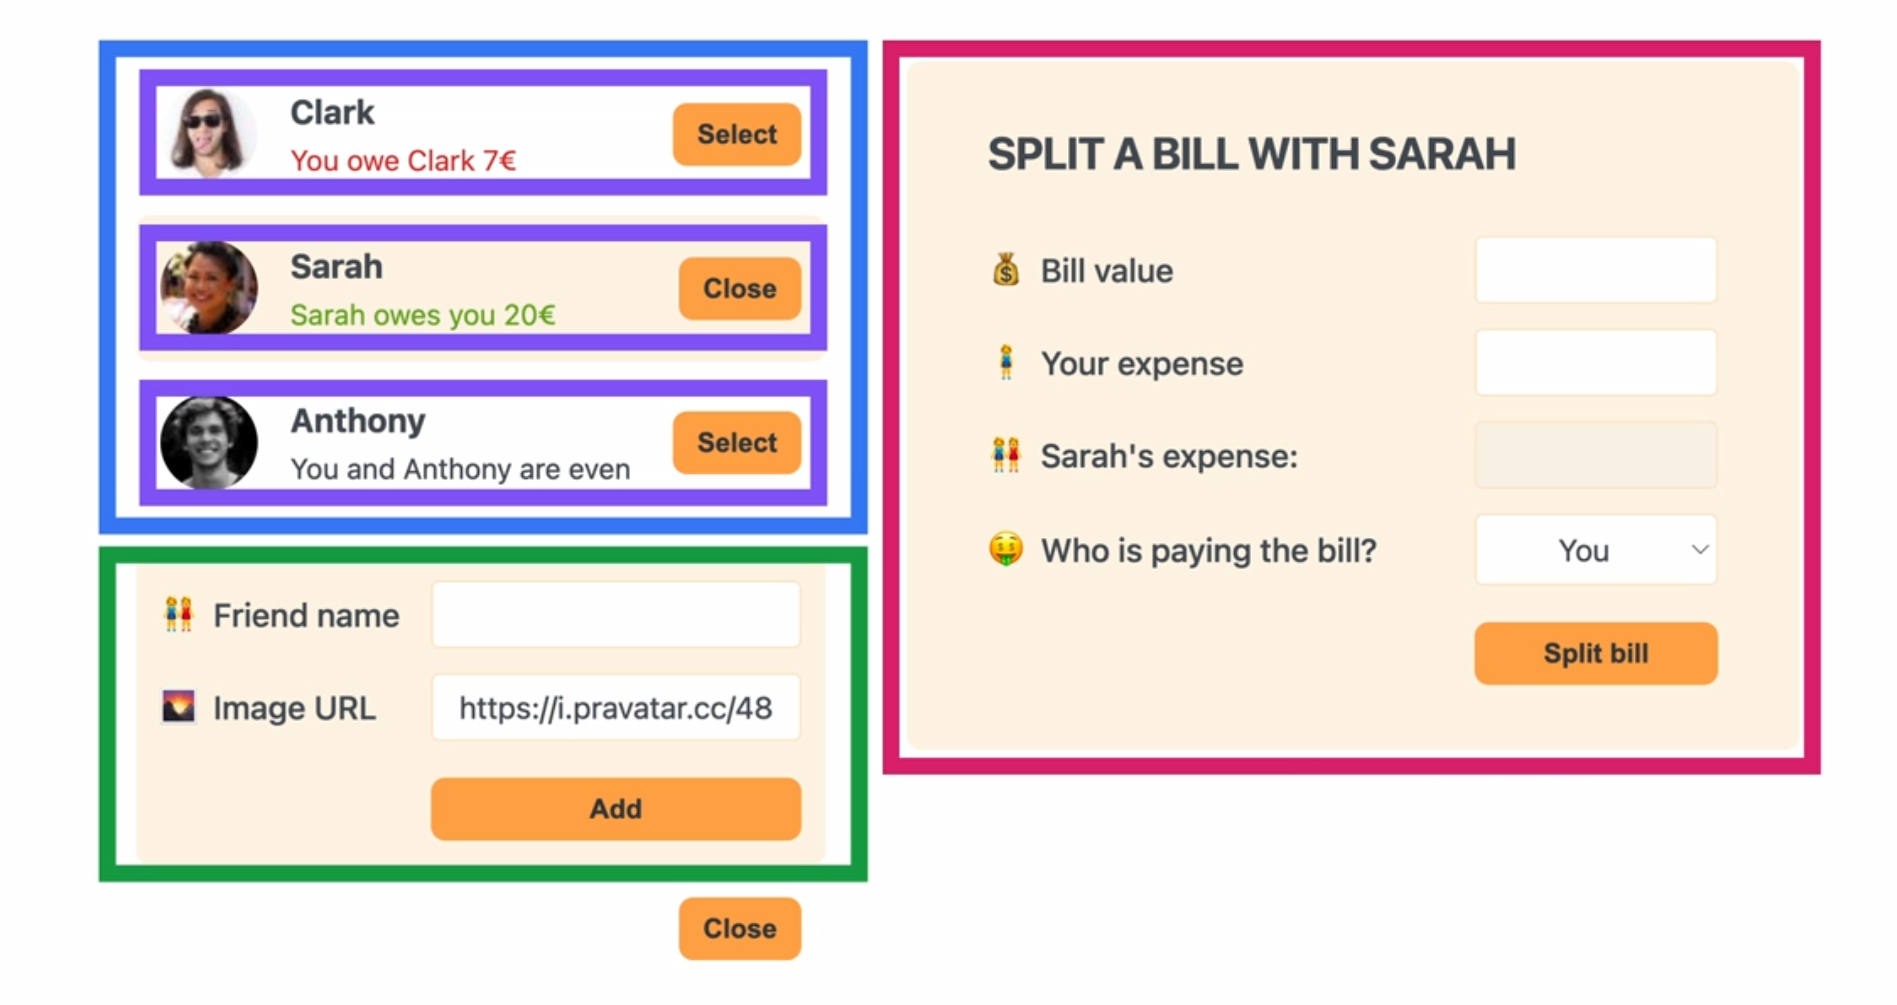 Clark
You owe Clark 7€
Select
Sarah
Sarah owes you 20€
Close
Anthony
You and Anthony are even
Select
Friend name
Image URL
https://i.pravatar.cc/48
Add
Close
SPLIT A BILL WITH SARAH
Bill value
Your expense
Sarah's expense:
Who is paying the bill?
You
Split bill